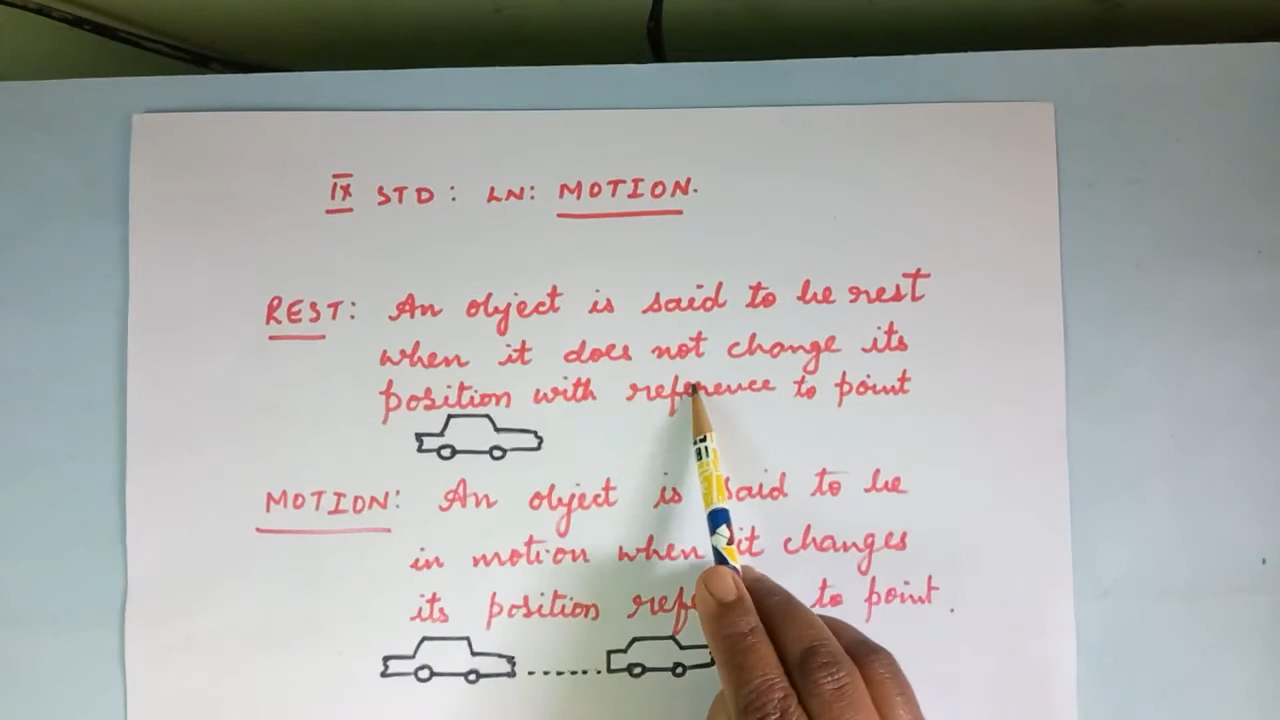 IX STD: LN: MOTION.
REST: An object is said to be rest
when it does not change its
position with reference to point
MOTION: An object is said to be
in motion when it changes
its position to point.